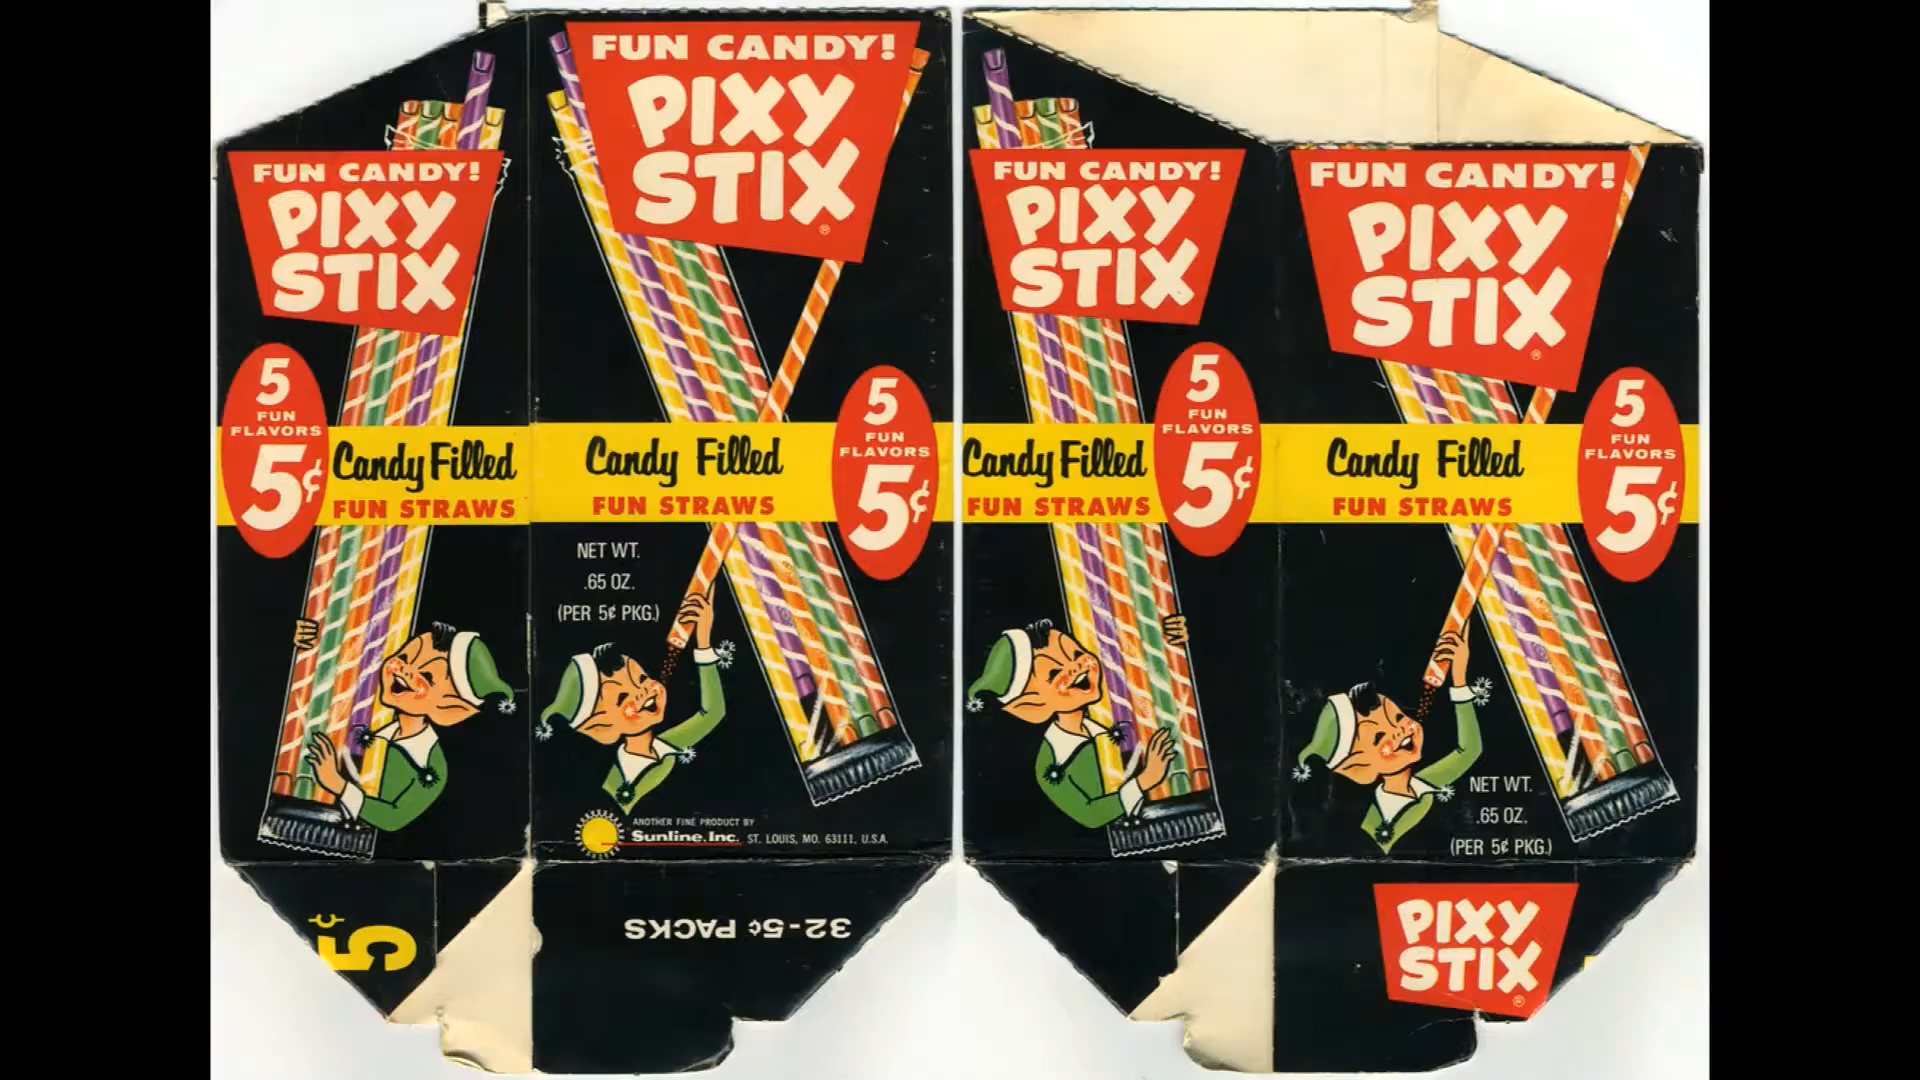 FUN CANDY!
PIXY
STIX
5
FUN
FLAVORS
5¢
Candy Filled
FUN STRAWS
FUN CANDY!
PIXY
STIX®
Candy Filled
FUN STRAWS
5
FUN
FLAVORS
5¢
NET WT.
.65 OZ.
(PER 5¢ PKG.)
ANOTHER FINE PRODUCT BY
Sunline, Inc. ST. LOUIS, MO. 63111, U.S.A.
5¢
32-5¢ PACKS
FUN CANDY!
PIXY
STIX
Candy Filled
FUN STRAWS
5
FUN
FLAVORS
5¢
FUN CANDY!
PIXY
STIX®
Candy Filled
FUN STRAWS
5
FUN
FLAVORS
5¢
NET WT.
.65 OZ.
(PER 5¢ PKG.)
PIXY
STIX®